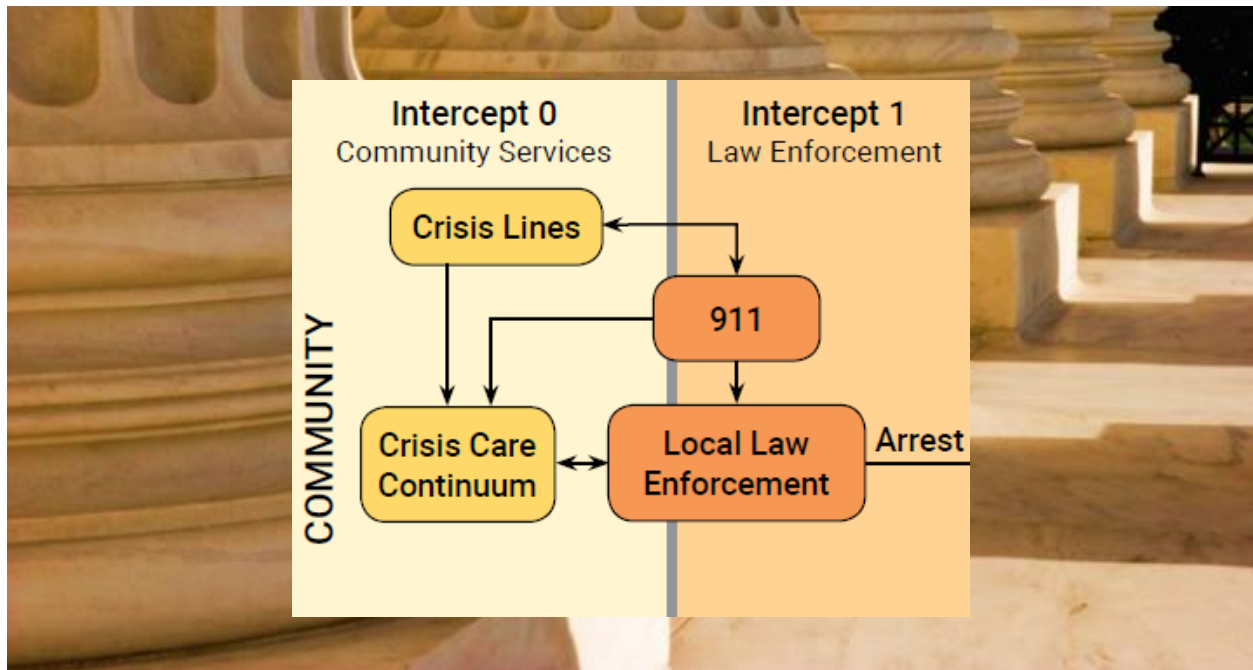 Intercept 0
Community Services
Intercept 1
Law Enforcement
Crisis Lines
911
COMMUNITY
Crisis Care
Continuum
Local Law
Enforcement
Arrest